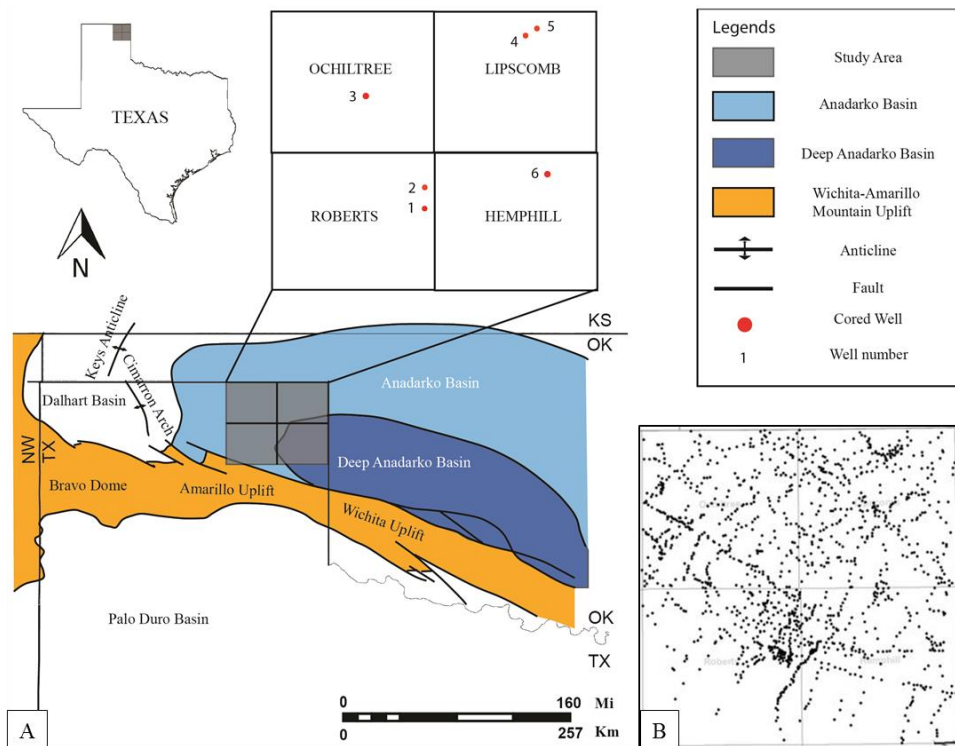 TEXAS
N
OCHILTREE
3
4
5
LIPSCOMB
ROBERTS
2
1
6
HEMPHILL
Legends
Study Area
Anadarko Basin
Deep Anadarko Basin
Wichita-Amarillo
Mountain Uplift
Anticline
Fault
Cored Well
1
Well number
KS
OK
Keys Anticline
Cimarron Arch
Dalhart Basin
Anadarko Basin
NW
TX
Deep Anadarko Basin
Bravo Dome
Amarillo Uplift
Wichita Uplift
Palo Duro Basin
OK
TX
0
160
Mi
0
257
Km
A
B